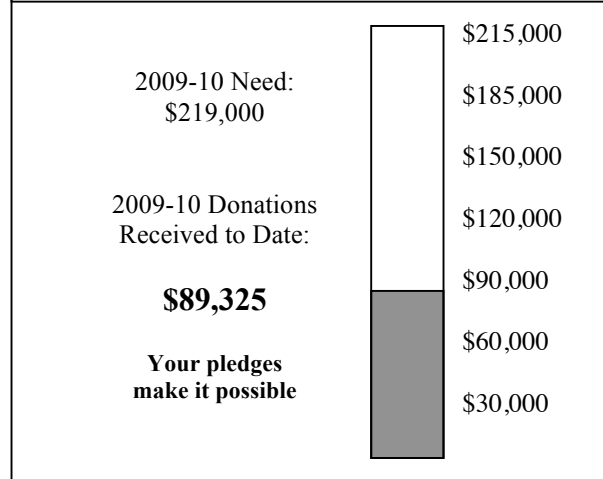 2009-10 Need:
$219,000
2009-10 Donations
Received to Date:
$89,325
Your pledges
make it possible
$215,000
$185,000
$150,000
$120,000
$90,000
$60,000
$30,000